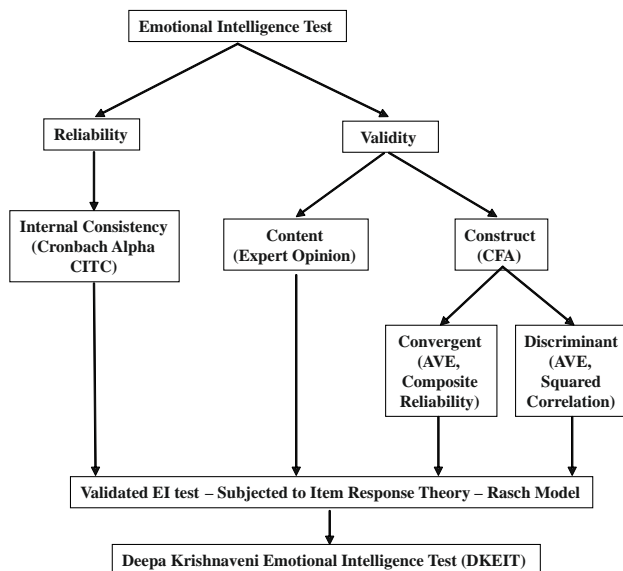 Emotional Intelligence Test
Reliability
Validity
Internal Consistency
(Cronbach Alpha
CITC)
Content
(Expert Opinion)
Construct
(CFA)
Convergent
(AVE,
Composite
Reliability)
Discriminant
(AVE,
Squared
Correlation)
Validated EI test – Subjected to Item Response Theory – Rasch Model
Deepa Krishnaveni Emotional Intelligence Test (DKEIT)